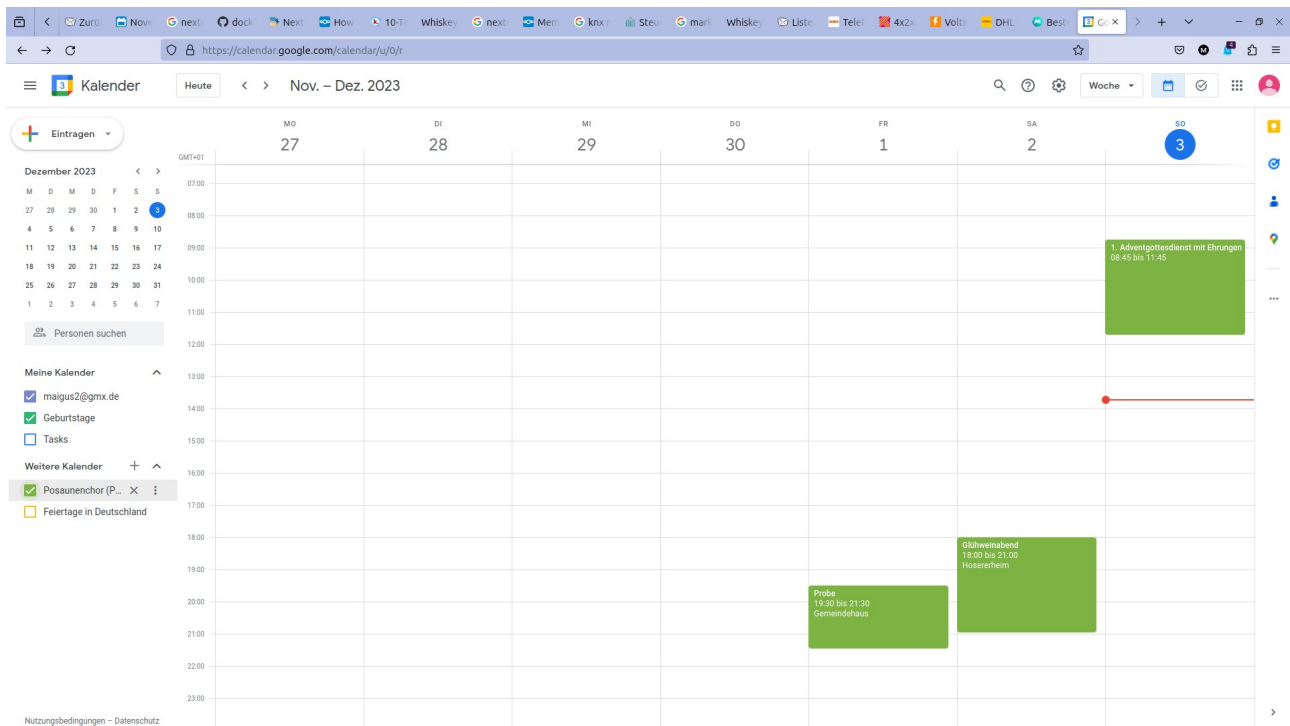 Zurü
Nove
G next
dock
Next
How
10-Ta
Whiskey
G next
Mem
G knx
Steu
G mark
Whiskey
Liste
Telef
4x2x
Volti
DHL
Best
Go
https://calendar.google.com/calendar/u/0/r
3 Kalender
Heute
Nov. – Dez. 2023
Woche
Eintragen
MO DI MI DO FR SA SO
27 28 29 30 1 2 3
GMT+01
Dezember 2023
M D M D F S S
27 28 29 30 1 2 3
4 5 6 7 8 9 10
11 12 13 14 15 16 17
18 19 20 21 22 23 24
25 26 27 28 29 30 31
1 2 3 4 5 6 7
Personen suchen
Meine Kalender
maigus2@gmx.de
Geburtstage
Tasks
Weitere Kalender
Posaunenchor (P...
Feiertage in Deutschland
07:00
08:00
09:00
10:00
11:00
12:00
13:00
14:00
15:00
16:00
17:00
18:00
19:00
20:00
21:00
22:00
23:00
1. Adventgottesdienst mit Ehrungen
08:45 bis 11:45
Glühweinabend
18:00 bis 21:00
Hosererheim
Probe
19:30 bis 21:30
Gemeindehaus
Nutzungsbedingungen – Datenschutz